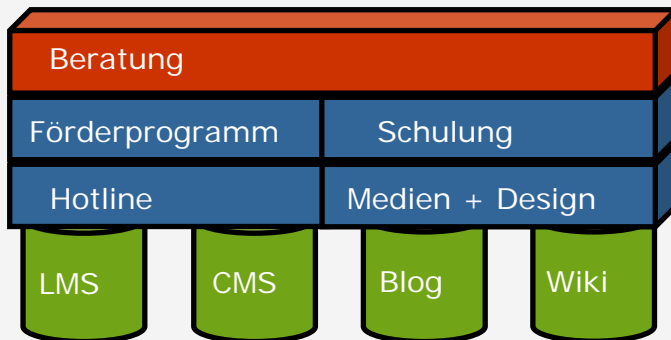 Beratung
Förderprogramm Schulung
Hotline Medien + Design
LMS CMS Blog Wiki